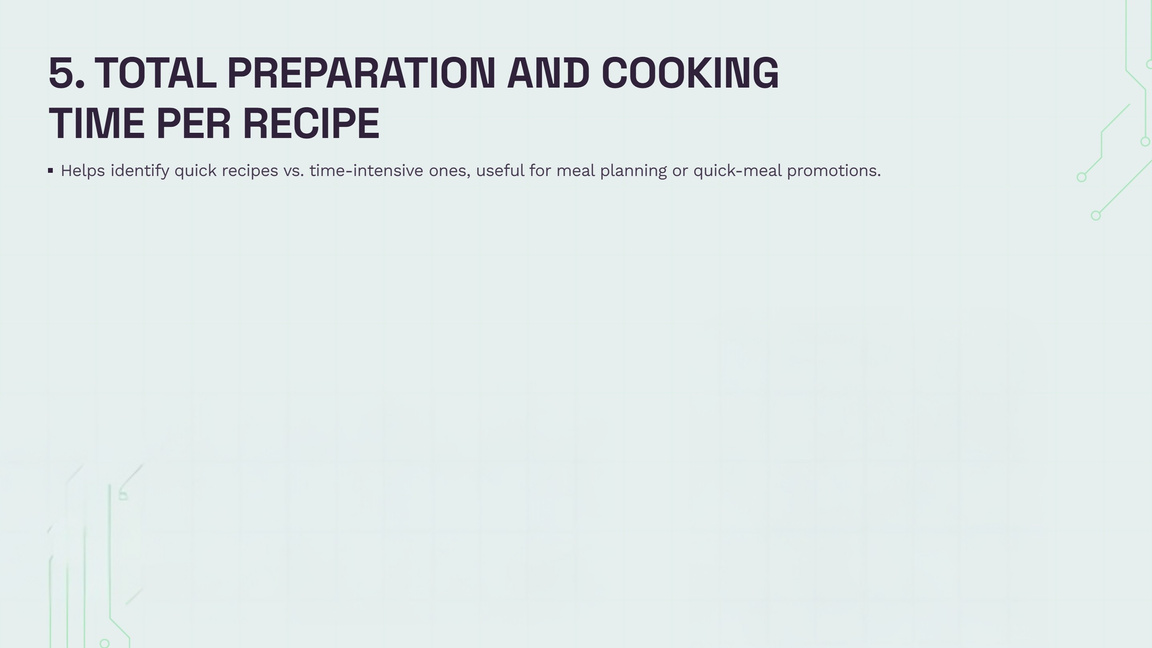 5. TOTAL PREPARATION AND COOKING
TIME PER RECIPE
▪ Helps identify quick recipes vs. time-intensive ones, useful for meal planning or quick-meal promotions.